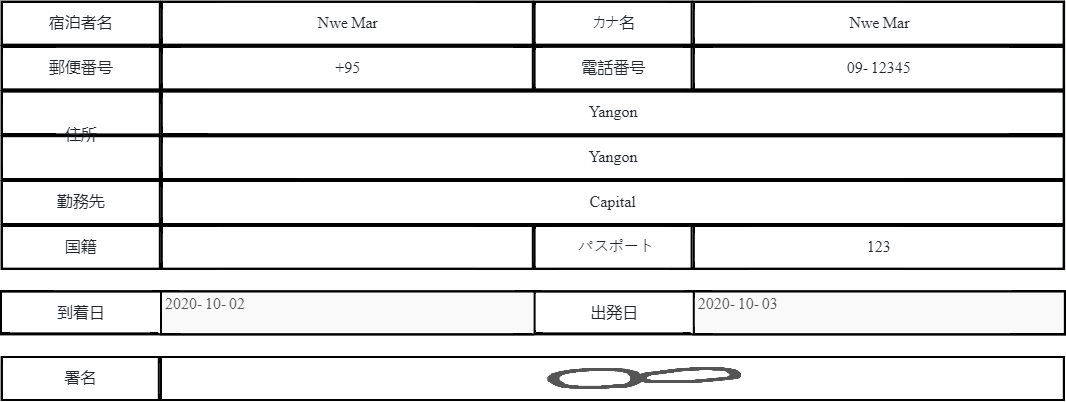 宿泊者名 Nwe Mar カナ名 Nwe Mar
郵便番号 +95 電話番号 09-12345
住所 Yangon
Yangon
勤務先 Capital
国籍 パスポート 123
到着日 2020-10-02 出発日 2020-10-03
署名